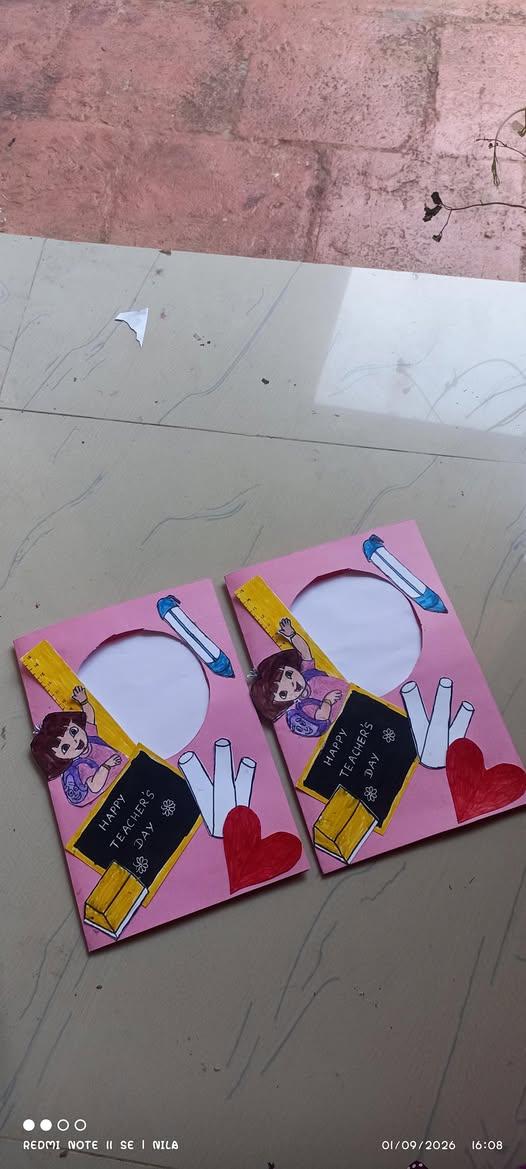 HAPPY
TEACHER'S
DAY
HAPPY
TEACHER'S
DAY
REDMI NOTE 11 SE | NILA
01/09/2026 16:08